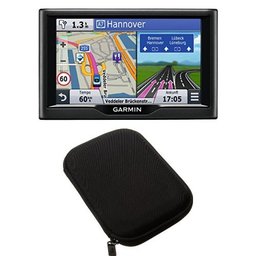 1.3
Hannover
Bremen
Hannover
Lübeck
Lüneburg
60
Tempo
60
Ankunft
17:05
Veddeler Brückenstr...
GARMIN